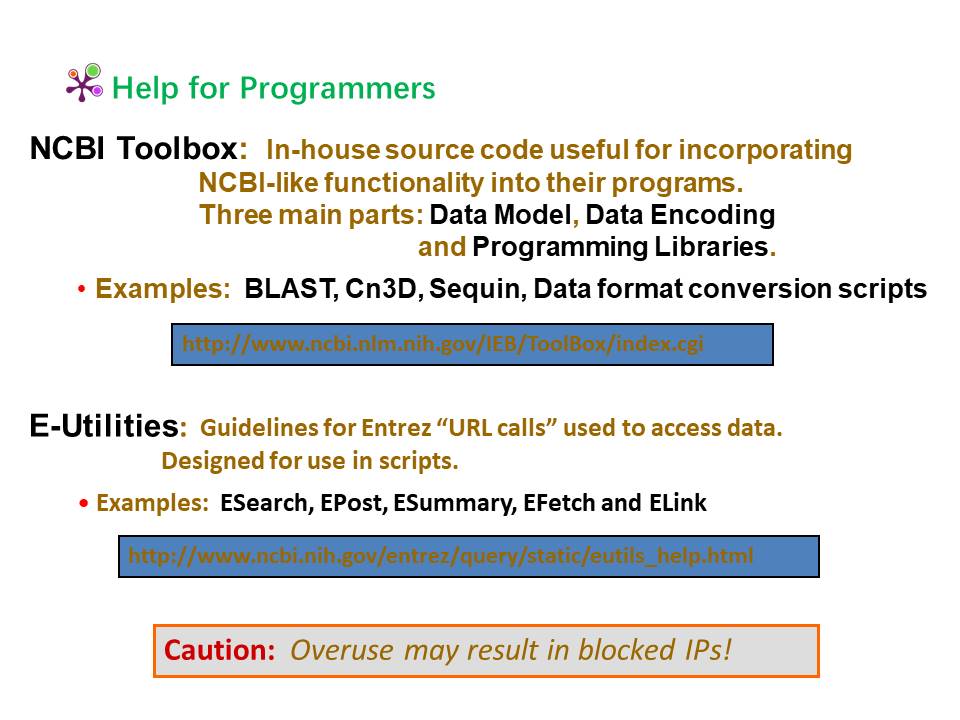 Help for Programmers
NCBI Toolbox: In-house source code useful for incorporating
NCBI-like functionality into their programs.
Three main parts: Data Model, Data Encoding
and Programming Libraries.
• Examples: BLAST, Cn3D, Sequin, Data format conversion scripts
http://www.ncbi.nlm.nih.gov/IEB/ToolBox/index.cgi
E-Utilities: Guidelines for Entrez “URL calls” used to access data.
Designed for use in scripts.
• Examples: ESearch, EPost, ESummary, EFetch and ELink
http://www.ncbi.nih.gov/entrez/query/static/eutils_help.html
Caution: Overuse may result in blocked IPs!